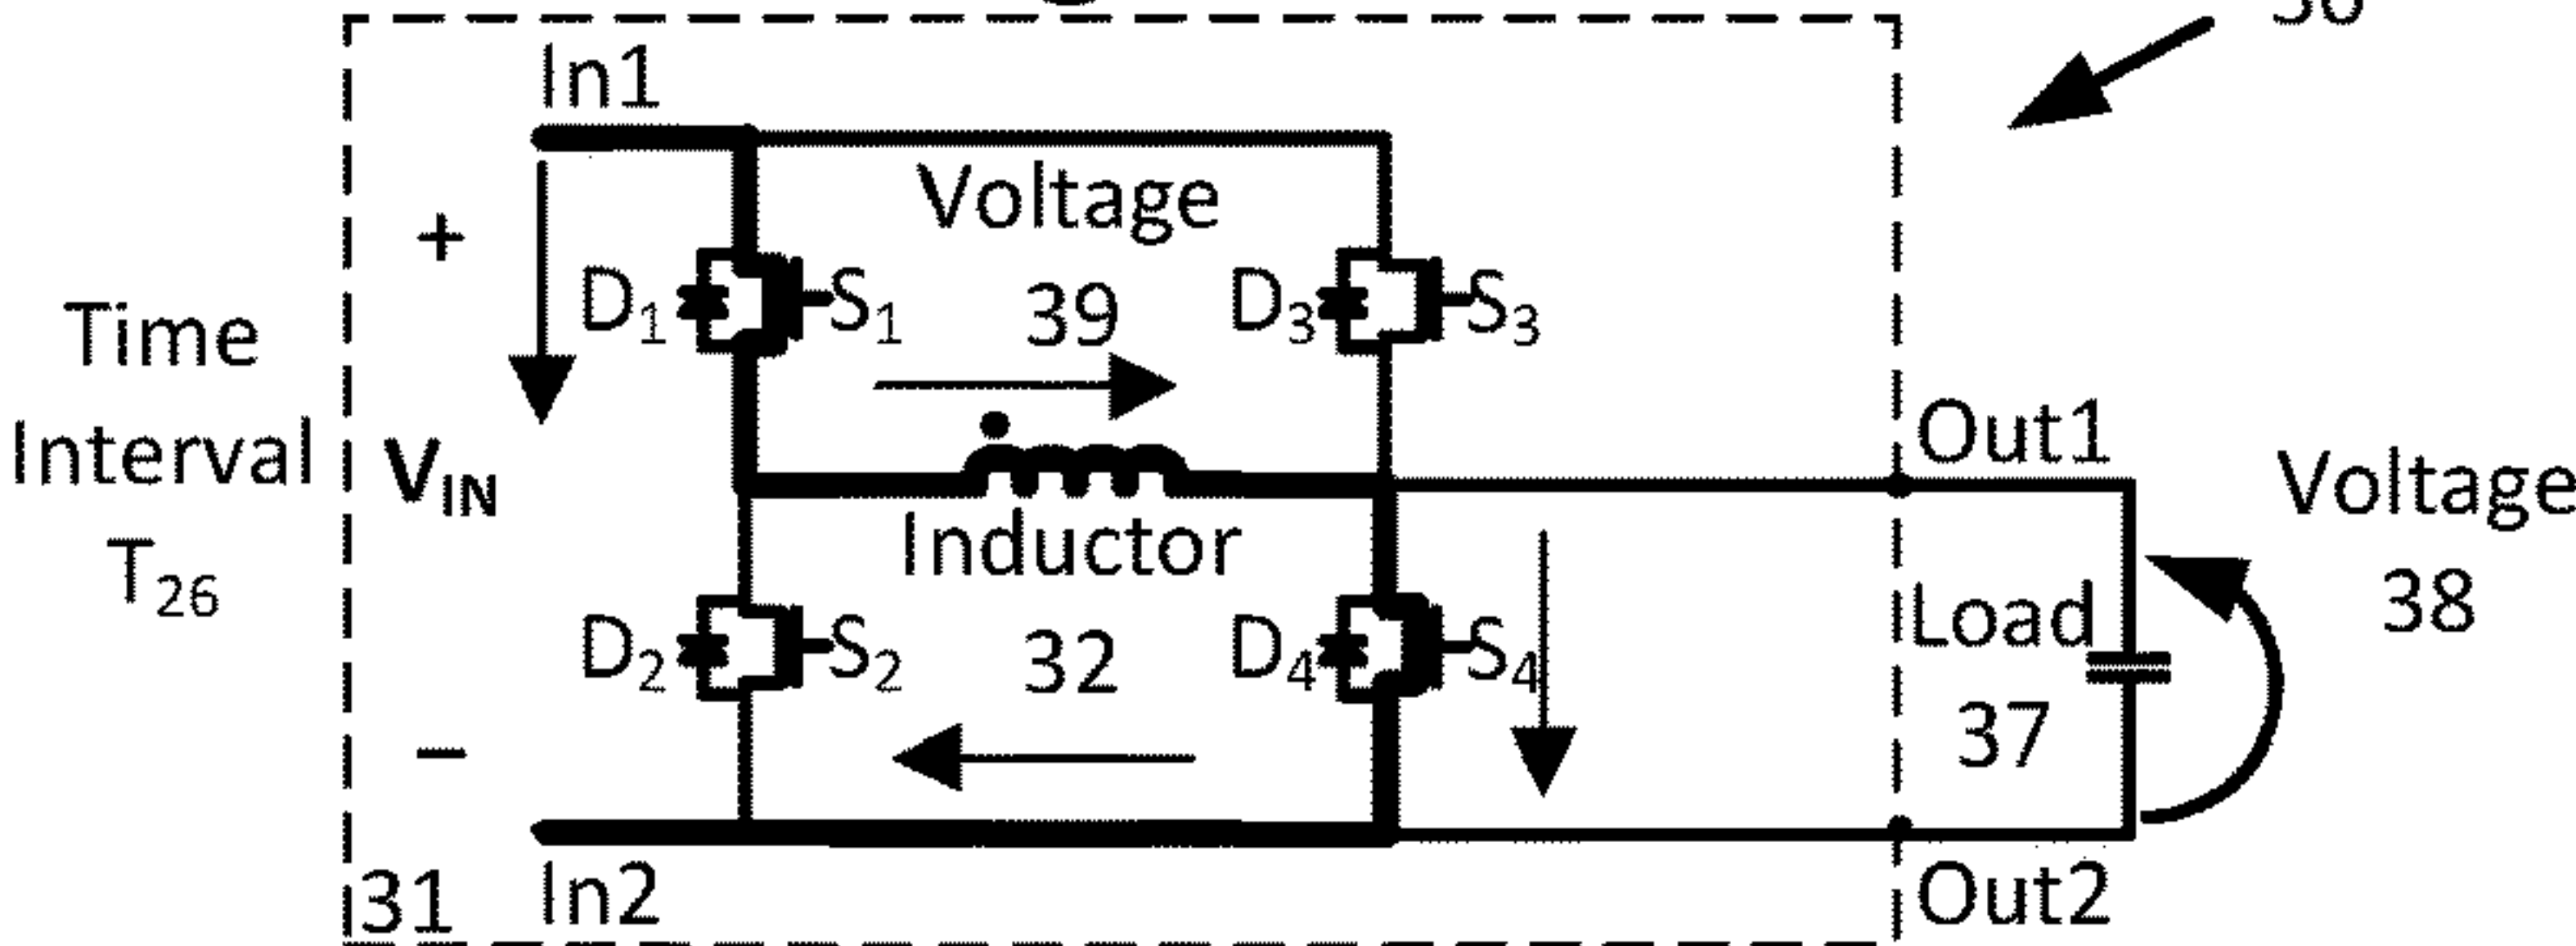 In1
Voltage
39
+
D1
S1
D3
S3
Time
Interval
T26
VIN
Out1
Voltage
38
Inductor
32
D2
S2
D4
S4
Load
37
−
31
In2
Out2